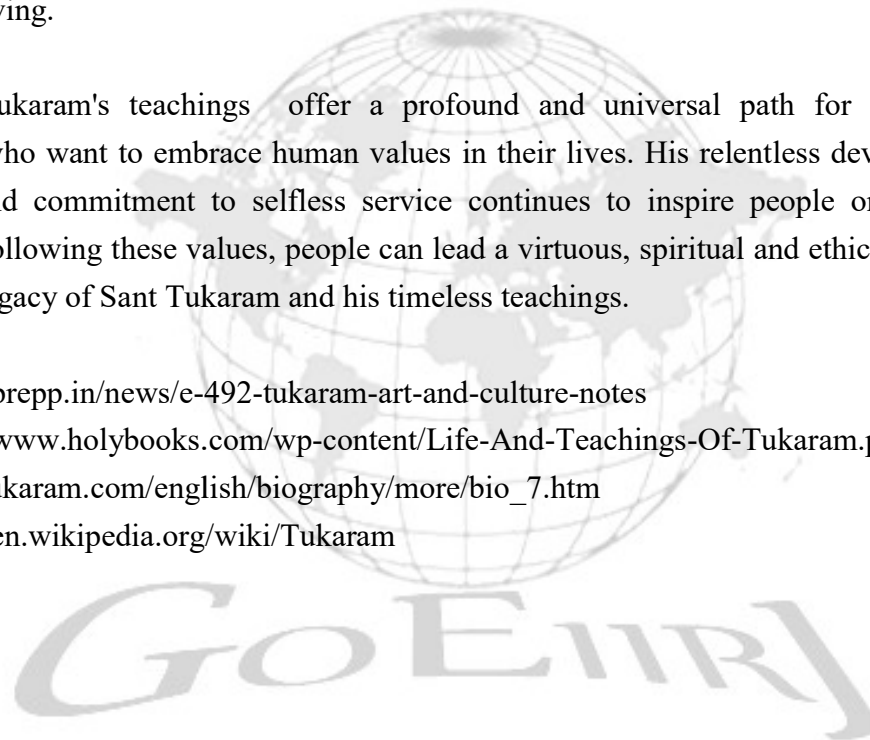 ving.
ukaram's teachings offer a profound and universal path for
who want to embrace human values in their lives. His relentless dev
nd commitment to selfless service continues to inspire people or
ollowing these values, people can lead a virtuous, spiritual and ethic
gacy of Sant Tukaram and his timeless teachings.
prepp.in/news/e-492-tukaram-art-and-culture-notes
www.holybooks.com/wp-content/Life-And-Teachings-Of-Tukaram.p
ukaram.com/english/biography/more/bio_7.htm
en.wikipedia.org/wiki/Tukaram
GOEIIRJ